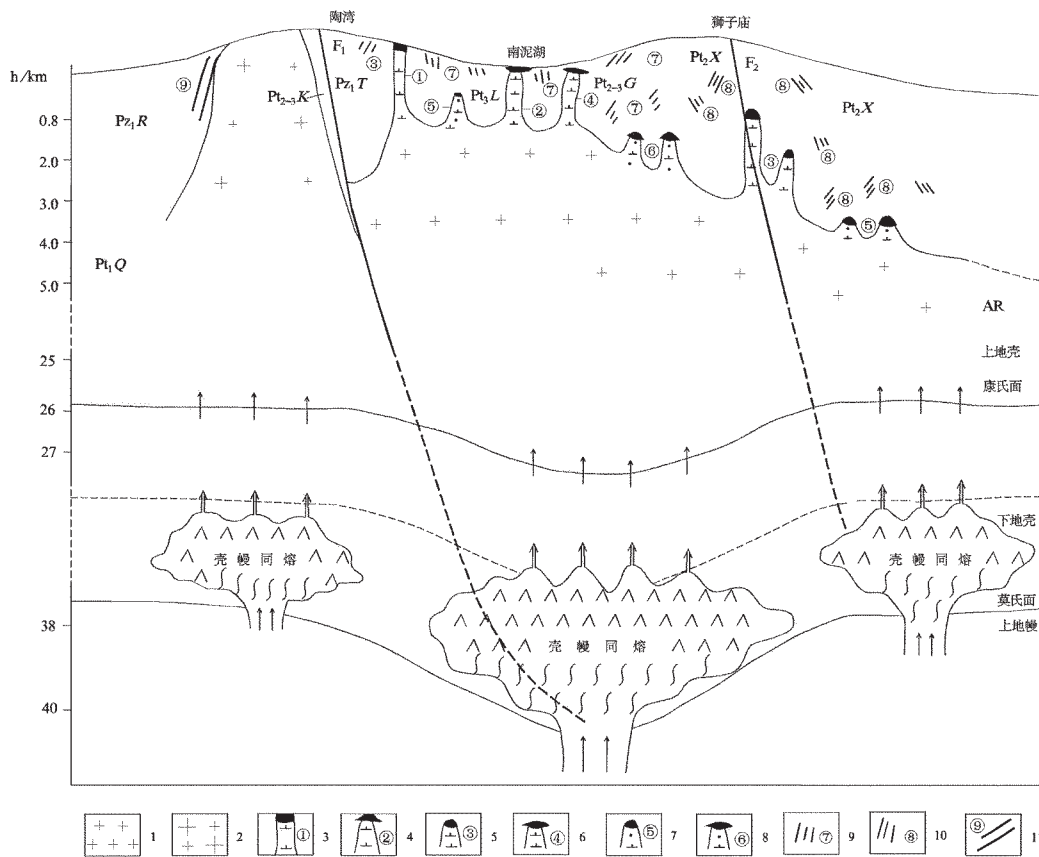 陶湾
狮子庙
南泥湖
h/km
F1
F2
③
①
⑦
⑦
⑦
Pt2X
⑧
⑧
⑨
Pz1T
Pt2-3K
⑤
Pt3L
②
④
Pt2-3G
⑦
⑧
Pt2X
Pz1R
0.8
⑥
③
⑧
2.0
3.0
⑧
⑧
⑤
4.0
Pt1Q
5.0
AR
上地壳
25
康氏面
26
27
下地壳
壳 幔 同 熔
壳 幔 同 熔
莫氏面
38
上地幔
壳 幔 同 熔
40
1
2
① 3
② 4
③ 5
④ 6
⑤ 7
⑥ 8
⑦ 9
⑧ 10
⑨